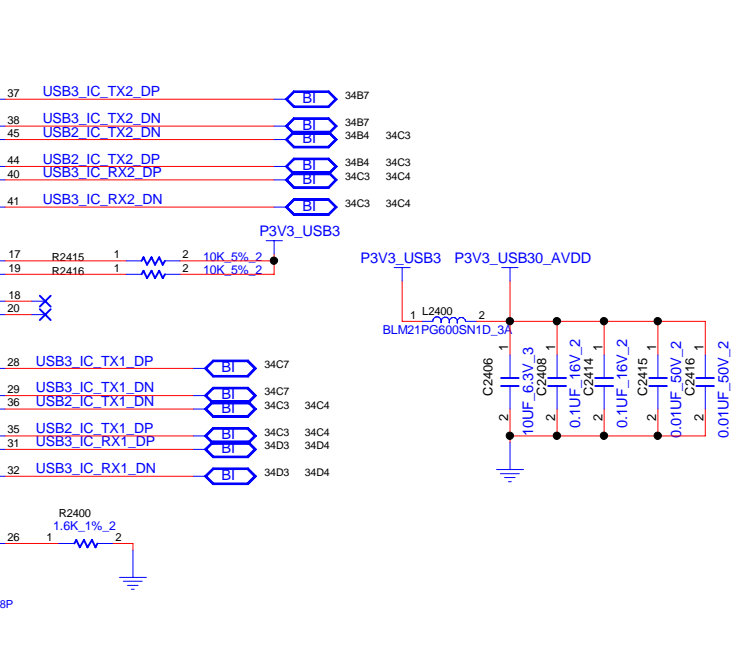 37 USB3_IC_TX2_DP BI 34B7
38 USB3_IC_TX2_DN BI 34B7
45 USB2_IC_TX2_DN BI 34B4 34C3
44 USB2_IC_TX2_DP BI 34B4 34C3
40 USB3_IC_RX2_DP BI 34C3 34C4
41 USB3_IC_RX2_DN BI 34C3 34C4
P3V3_USB3
17 R2415 1 2 10K_5%_2
19 R2416 1 2 10K_5%_2
18
20
P3V3_USB3 P3V3_USB30_AVDD
1 L2400 2
BLM21PG600SN1D_3A
1 C2406 2 10UF_6.3V_3
1 C2408 2 0.1UF_16V_2
1 C2414 2 0.1UF_16V_2
1 C2415 2 0.01UF_50V_2
1 C2416 2 0.01UF_50V_2
28 USB3_IC_TX1_DP BI 34C7
29 USB3_IC_TX1_DN BI 34C7
36 USB2_IC_TX1_DN BI 34C3 34C4
35 USB2_IC_TX1_DP BI 34C3 34C4
31 USB3_IC_RX1_DP BI 34D3 34D4
32 USB3_IC_RX1_DN BI 34D3 34D4
R2400
1.6K_1%_2
26 1 2
8P